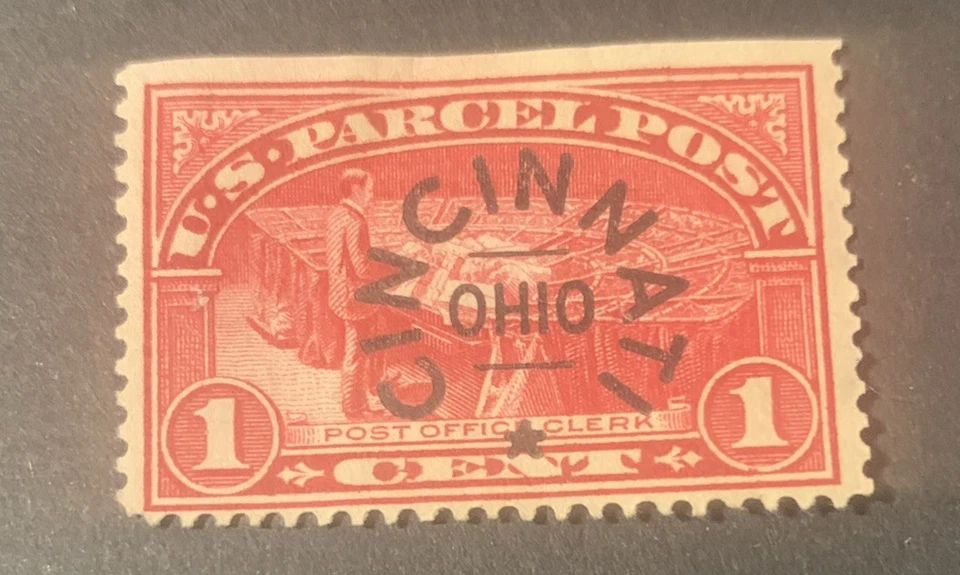 U.S. PARCEL POST
CINCINNATI
OHIO
POST OFFICE CLERK
1 CENT 1